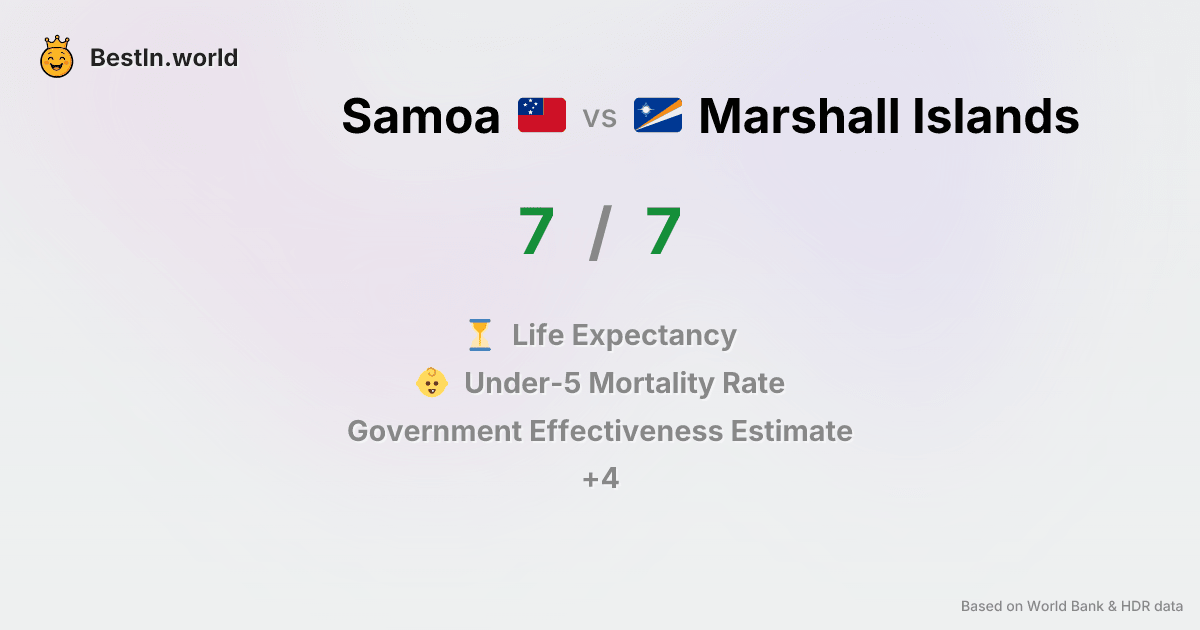 BestIn.world
Samoa vs Marshall Islands
7 / 7
Life Expectancy
Under-5 Mortality Rate
Government Effectiveness Estimate
+4
Based on World Bank & HDR data